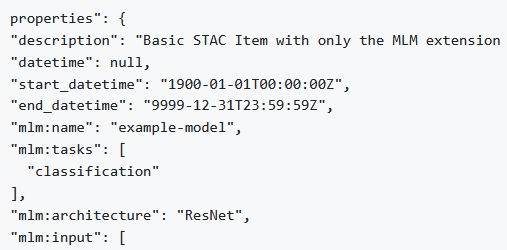 properties": {
"description": "Basic STAC Item with only the MLM extension
"datetime": null,
"start_datetime": "1900-01-01T00:00:00Z",
"end_datetime": "9999-12-31T23:59:59Z",
"mlm:name": "example-model",
"mlm:tasks": [
  "classification"
],
"mlm:architecture": "ResNet",
"mlm:input": [